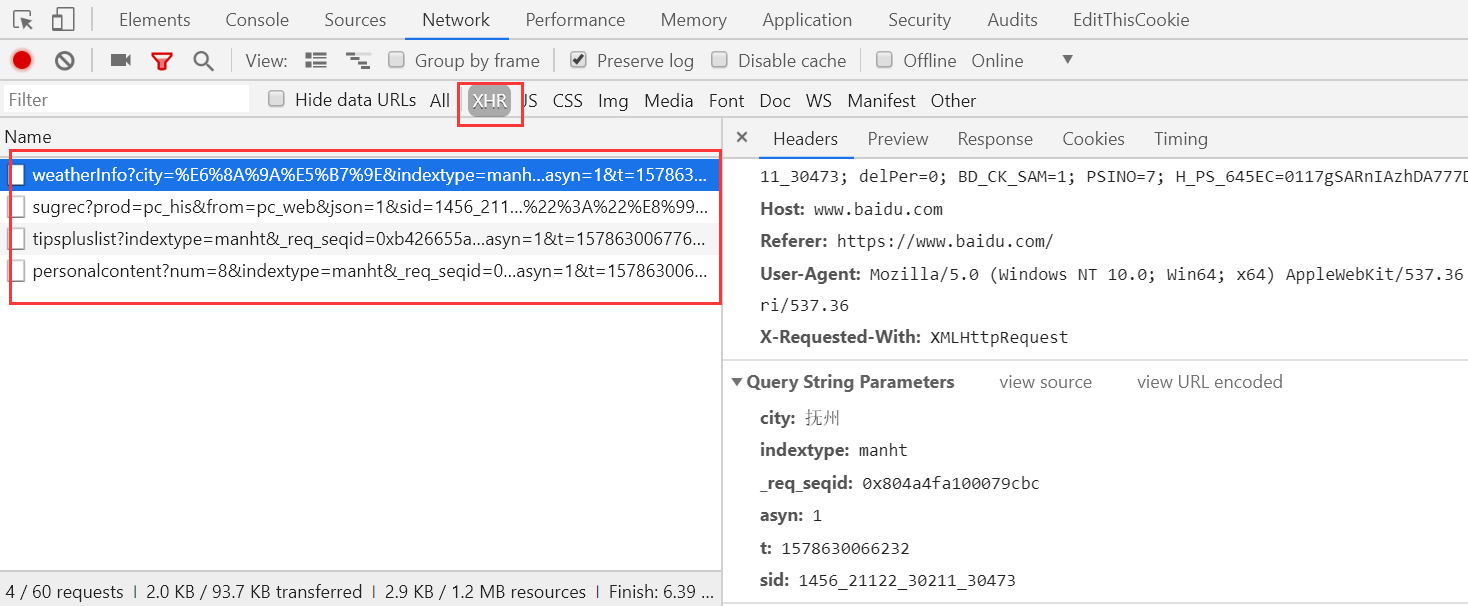 Elements Console Sources Network Performance Memory Application Security Audits EditThisCookie
View: Group by frame Preserve log Disable cache Offline Online
Filter Hide data URLs All XHR JS CSS Img Media Font Doc WS Manifest Other
Name
weatherInfo?city=%E6%8A%9A%E5%B7%9E&indextype=manh...asyn=1&t=157863...
sugrec?prod=pc_his&from=pc_web&json=1&sid=1456_211...%22%3A%22%E8%99...
tipspluslist?indextype=manht&_req_seqid=0xb426655a...asyn=1&t=157863006776...
personalcontent?num=8&indextype=manht&_req_seqid=0...asyn=1&t=157863006...
4 / 60 requests 2.0 KB / 93.7 KB transferred 2.9 KB / 1.2 MB resources Finish: 6.39 ...
Headers Preview Response Cookies Timing
11_30473; delPer=0; BD_CK_SAM=1; PSINO=7; H_PS_645EC=0117gSARnIAzhDA777D
Host: www.baidu.com
Referer: https://www.baidu.com/
User-Agent: Mozilla/5.0 (Windows NT 10.0; Win64; x64) AppleWebKit/537.36
ri/537.36
X-Requested-With: XMLHttpRequest
Query String Parameters view source view URL encoded
city: 抚州
indextype: manht
_req_seqid: 0x804a4fa100079cbc
asyn: 1
t: 1578630066232
sid: 1456_21122_30211_30473